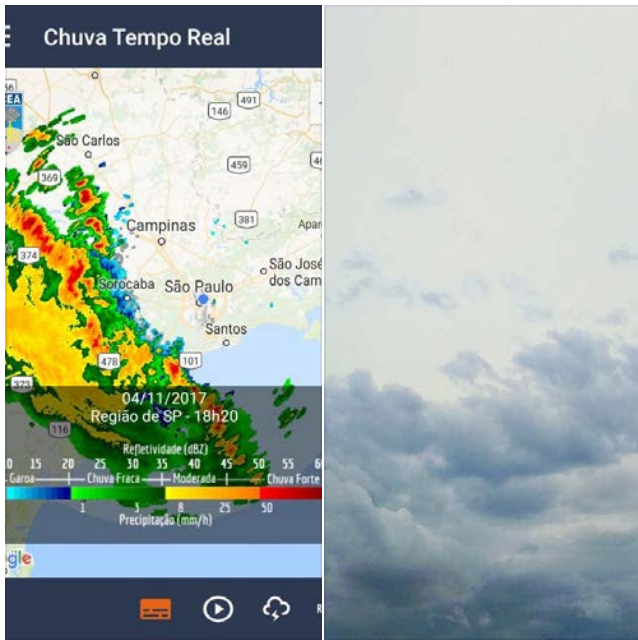 Chuva Tempo Real
491
146
São Carlos
459
369
381
Campinas
Apar
374
São José
dos Cam
Sorocaba
São Paulo
Santos
478
101
373
04/11/2017
Região de SP - 18h20
116
Refletividade (dBZ)
15 20 25 30 35 40 45 50 55
Garoa Chuva Fraca Moderada Chuva Forte
1 3 8 25 50
Precipitação (mm/h)
gle